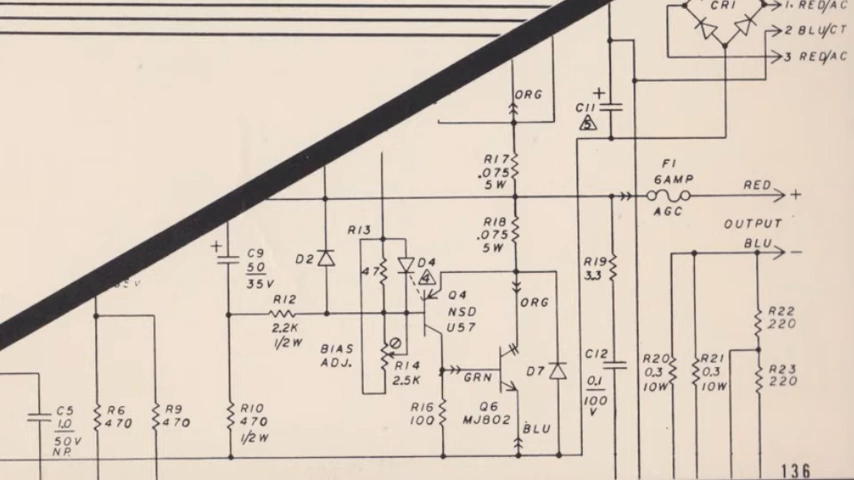 CR1
1. RED/AC
2 BLU/CT
3 RED/AC
ORG
+
C11
5
R17
.075
5W
F1
6AMP
AGC
RED +
OUTPUT
BLU -
R18
.075
5W
R13
47
+
C9
50
35V
D2
D4
4
R19
3.3
Q4
NSD
U57
ORG
R12
2.2K
1/2W
BIAS
ADJ.
R14
2.5K
GRN
D7
C12
0.1
100
V
R20
0.3
10W
R21
0.3
10W
R22
220
R23
220
C5
1.0
50V
N.P.
R6
470
R9
470
R10
470
1/2W
R16
100
Q6
MJ802
BLU
136